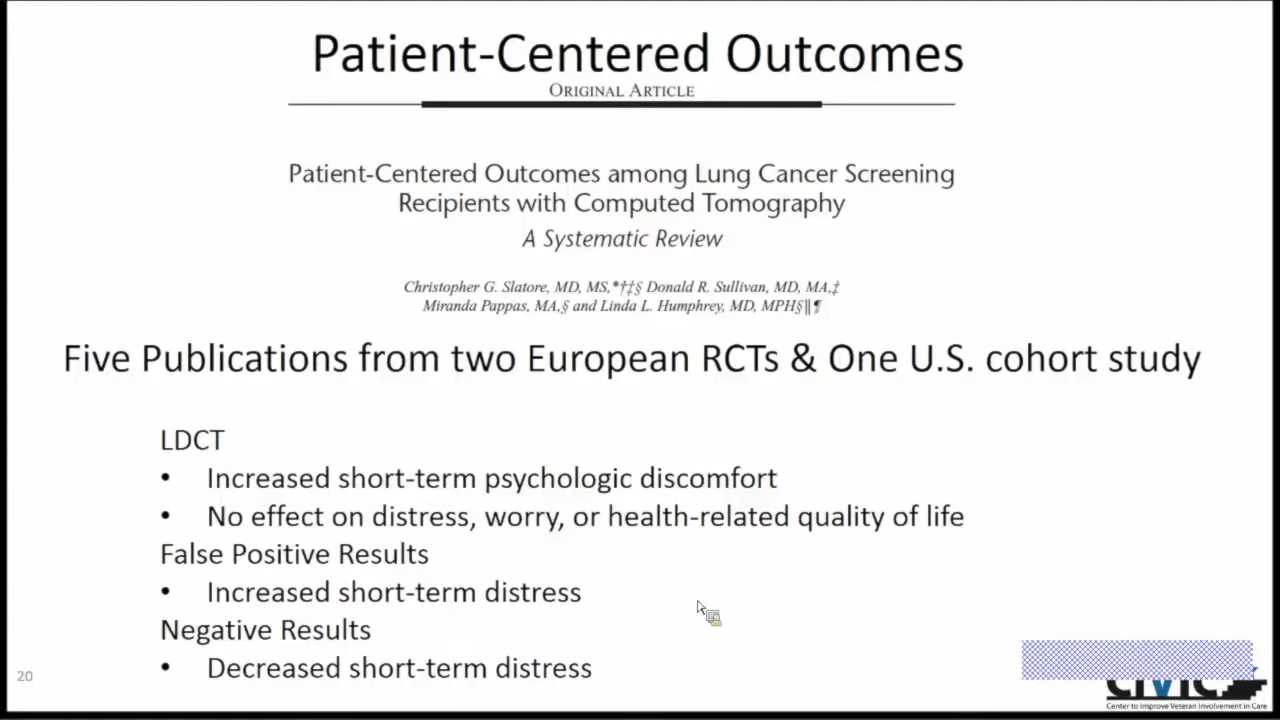 Patient-Centered Outcomes
ORIGINAL ARTICLE
Patient-Centered Outcomes among Lung Cancer Screening
Recipients with Computed Tomography
A Systematic Review
Christopher G. Slatore, MD, MS,*†‡§ Donald R. Sullivan, MD, MA,‡
Miranda Pappas, MA,§ and Linda L. Humphrey, MD, MPH§‖¶
Five Publications from two European RCTs & One U.S. cohort study
LDCT
• Increased short-term psychologic discomfort
• No effect on distress, worry, or health-related quality of life
False Positive Results
• Increased short-term distress
Negative Results
• Decreased short-term distress
20
Center to Improve Veteran Involvement in Care